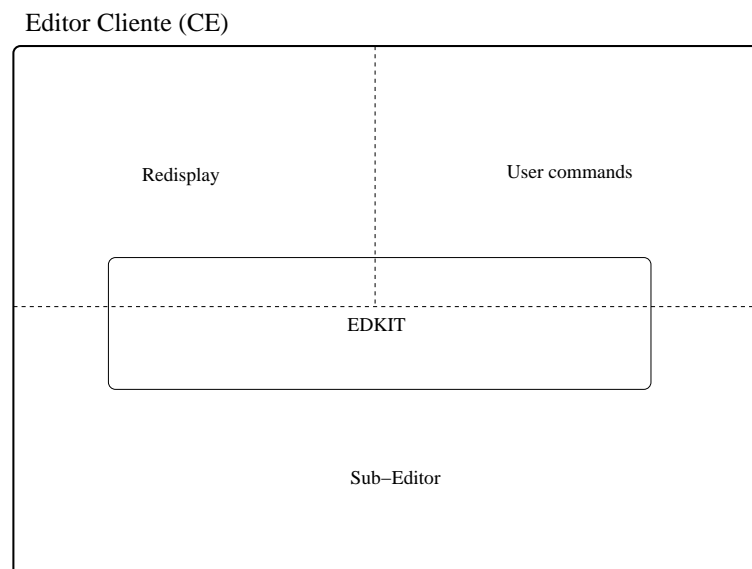 Editor Cliente (CE)
Redisplay
User commands
EDKIT
Sub−Editor